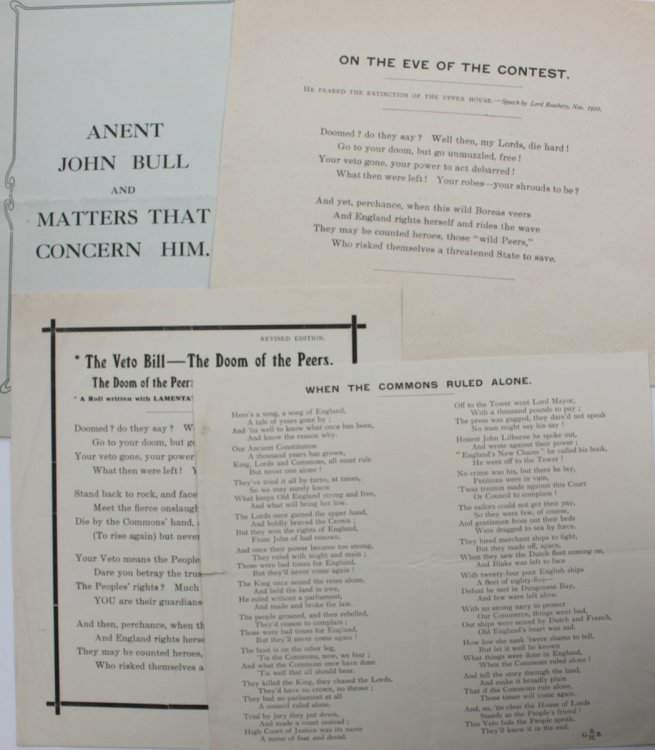 ANENT
JOHN BULL
AND
MATTERS THAT
CONCERN HIM.
ON THE EVE OF THE CONTEST.
HE FEARED THE EXTINCTION OF THE UPPER HOUSE.—Speech by Lord Rosebery, Nov. 1910.
Doomed? do they say? Well then, my Lords, die hard!
Go to your doom, but go unmuzzled, free!
Your veto gone, your power to act debarred!
What then were left! Your robes—your shrouds to be?
And yet, perchance, when this wild Boreas veers
And England rights herself and rides the wave
They may be counted heroes, those "wild Peers,"
Who risked themselves a threatened State to save.
REVISED EDITION.
* The Veto Bill—The Doom of the Peers.
The Doom of the Peer
* A Roll written with LAMENTA
Doomed? do they say? W
Go to your doom, but go
Your veto gone, your power
What then were left! Y
Stand back to rock, and face
Meet the fierce onslaug
Die by the Commons' hand,
(To rise again) but never
Your Veto means the People
Dare you betray the trus
The Peoples' rights? Much
YOU are their guardians
And then, perchance, when th
And England rights herse
They may be counted heroes,
Who risked themselves a
WHEN THE COMMONS RULED ALONE.
Here's a song, a song of England,
A tale of years gone by;
And 'tis well to know what once has been,
And know the reason why.
Our Ancient Constitution
A thousand years has grown,
King, Lords and Commons, all must rule
But never one alone!
They've tried it all by turns, at times,
So we may surely know
What keeps Old England strong and free,
And what will bring her low.
The Lords once gained the upper hand,
And boldly braved the Crown;
But they won the rights of England,
From John of bad renown.
And once their power became too strong,
They ruled with might and main;
Those were bad times for England,
But they'll never come again!
The King once seized the reins alone,
And held the land in awe,
He ruled without a parliament,
And made and broke the law.
The people groaned, and then rebelled,
They'd reason to complain;
Those were bad times for England,
But they'll never come again!
The boot is on the other leg,
'Tis the Commons, now, we fear;
And what the Commons once have done
'Tis well that all should hear.
They killed the King, they chased the Lords,
They'd have no crown, no throne;
They had no parliament at all
A council ruled alone.
Trial by jury they put down,
And made a court instead;
High Court of Justice was its name
A name of fear and dread.
Off to the Tower went Lord Mayor,
With a thousand pounds to pay;
The press was gagged, they dare'd not speak
No man might say his say!
Honest John Lilburne he spoke out,
And wrote against their power;
"England's New Chains" he called his book,
He went off to the Tower!
No crime was his, but there he lay,
Petitions were in vain,
'Twas treason made against this Court
Or Council to complain!
The sailors could not get their pay,
So they were few, of course,
And gentlemen from out their beds
Were dragged to sea by force.
They hired merchant ships to fight,
But they made off, apace,
When they saw the Dutch fleet coming on,
And Blake was left to face
With twenty-four poor English ships
A fleet of eighty-five—
Defeat he met in Dungeness Bay,
And few were left alive.
With no strong navy to protect
Our Commerce, things went bad,
Our ships were seized by Dutch and French,
Old England's heart was sad.
How low she sank 'twere shame to tell,
But let it well be known
What things were done in England,
When the Commons ruled alone!
And tell the story through the land,
And make it broadly plain
That if the Commons rule alone,
Those times will come again.
And, so, 'tis clear the House of Lords
Stands as the People's friend!
This Veto bids the People speak,
They'll know it in the end.